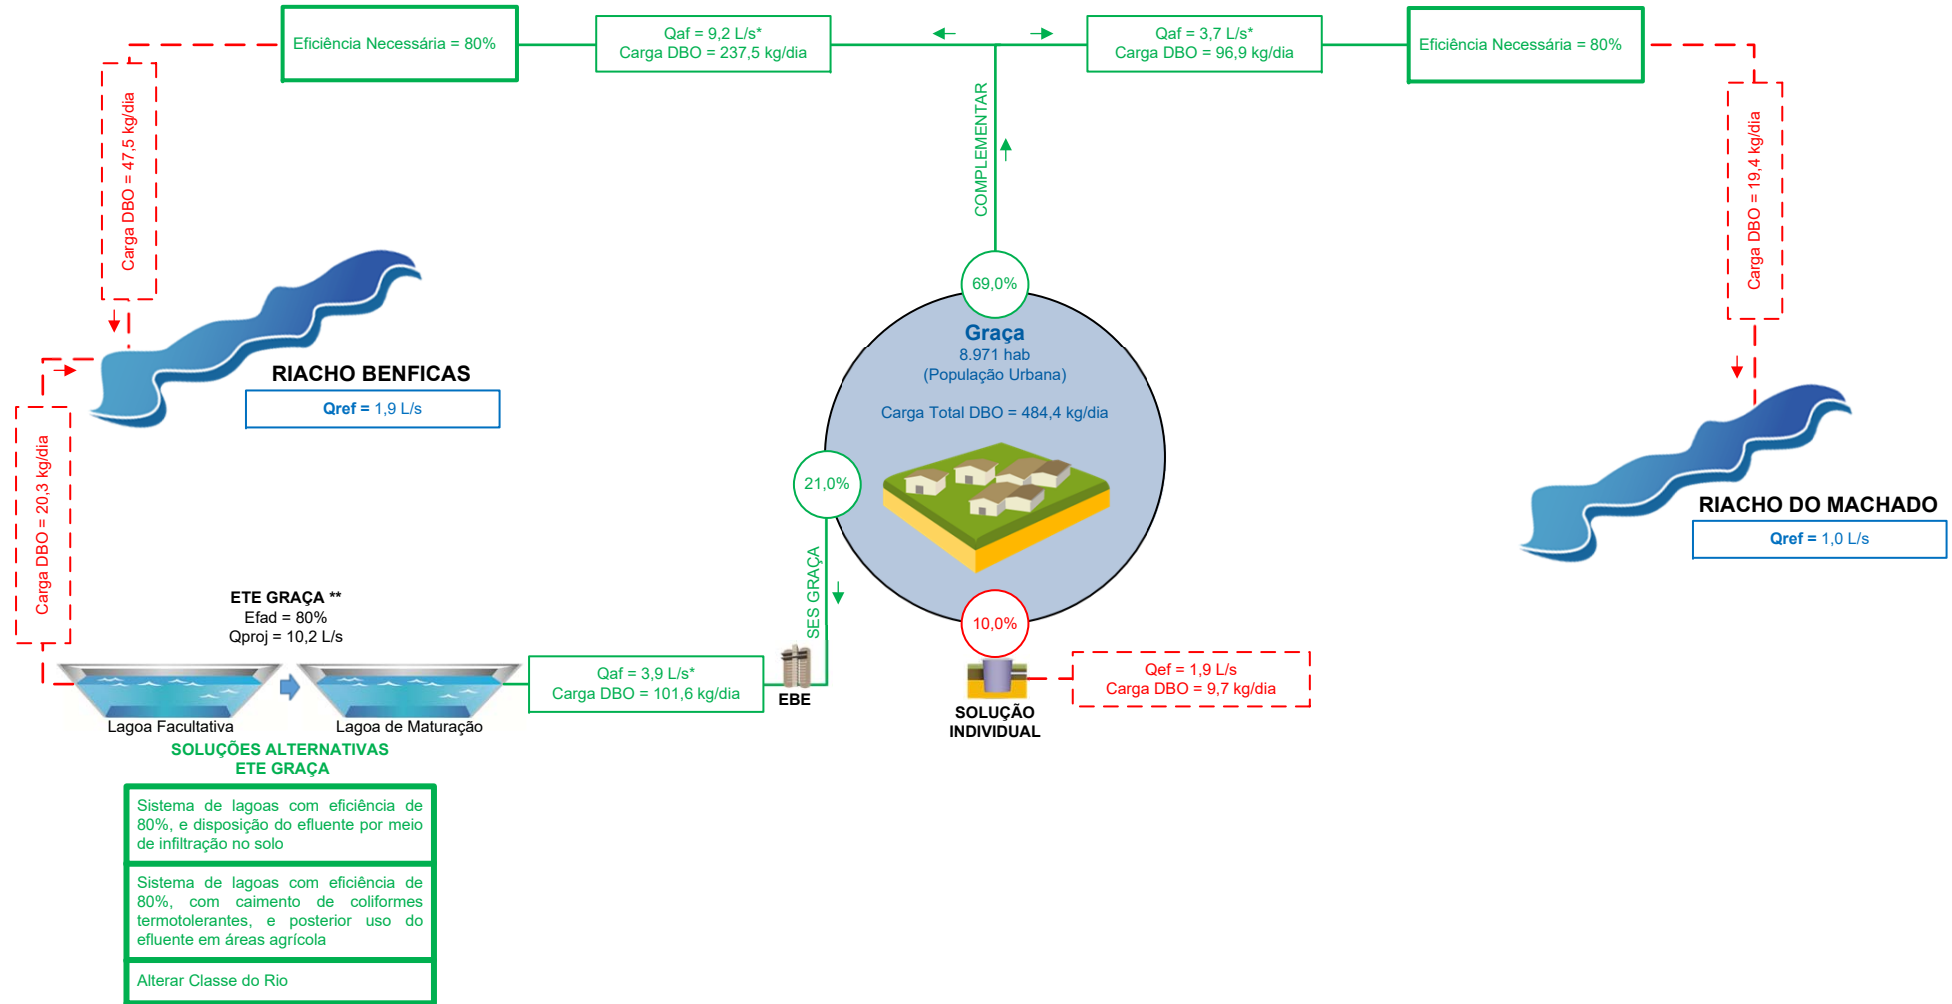 Eficiência Necessária = 80%
Qaf = 9,2 L/s*
Carga DBO = 237,5 kg/dia
Qaf = 3,7 L/s*
Carga DBO = 96,9 kg/dia
Eficiência Necessária = 80%
Carga DBO = 47,5 kg/dia
COMPLEMENTAR
Carga DBO = 19,4 kg/dia
69,0%
Graça
8.971 hab
(População Urbana)
Carga Total DBO = 484,4 kg/dia
RIACHO BENFICAS
Qref = 1,9 L/s
Carga DBO = 20,3 kg/dia
21,0%
RIACHO DO MACHADO
Qref = 1,0 L/s
SES GRAÇA
ETE GRAÇA **
Efad = 80%
Qproj = 10,2 L/s
10,0%
Qaf = 3,9 L/s*
Carga DBO = 101,6 kg/dia
EBE
Qef = 1,9 L/s
Carga DBO = 9,7 kg/dia
SOLUÇÃO
INDIVIDUAL
Lagoa Facultativa
Lagoa de Maturação
SOLUÇÕES ALTERNATIVAS
ETE GRAÇA
Sistema de lagoas com eficiência de
80%, e disposição do efluente por meio
de infiltração no solo
Sistema de lagoas com eficiência de
80%, com caimento de coliformes
termotolerantes, e posterior uso do
efluente em áreas agrícola
Alterar Classe do Rio